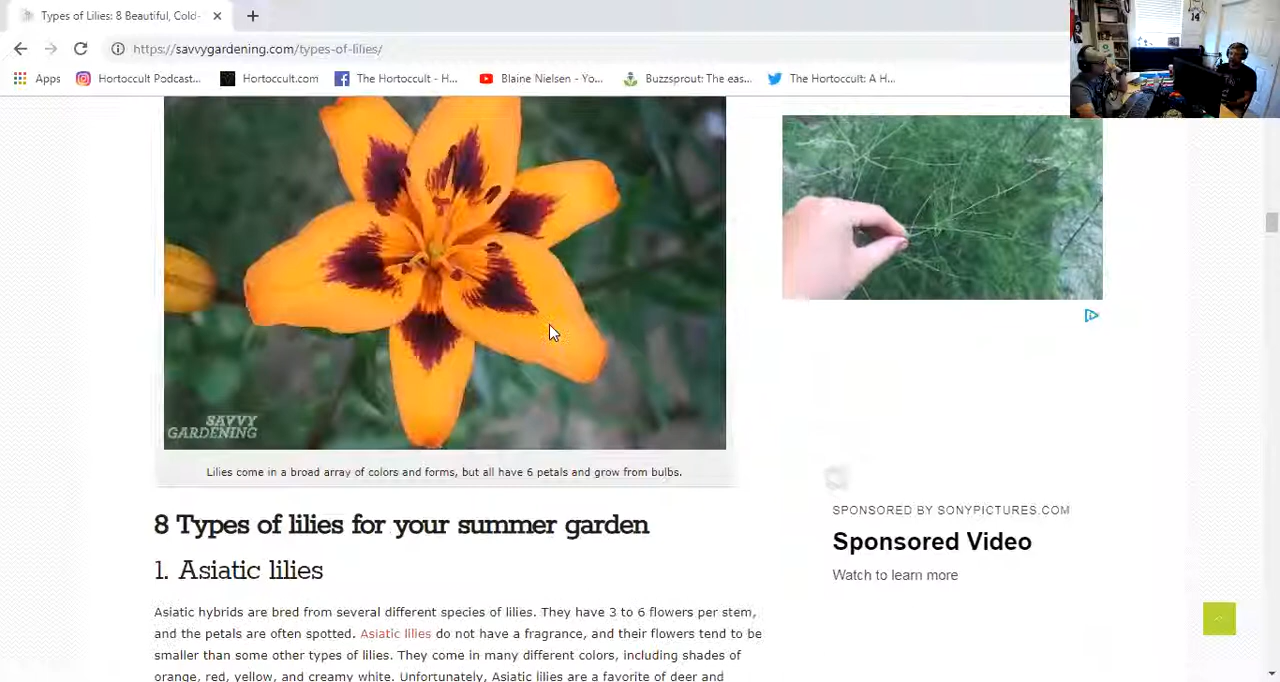 Types of Lilies: 8 Beautiful, Cold-
https://savvygardening.com/types-of-lilies/
Apps Hortoccult Podcast... Hortoccult.com The Hortoccult - H... Blaine Nielsen - Yo... Buzzsprout: The eas... The Hortoccult: A H...
14
SAVVY
GARDENING
Lilies come in a broad array of colors and forms, but all have 6 petals and grow from bulbs.
8 Types of lilies for your summer garden
1. Asiatic lilies
Asiatic hybrids are bred from several different species of lilies. They have 3 to 6 flowers per stem,
and the petals are often spotted. Asiatic lilies do not have a fragrance, and their flowers tend to be
smaller than some other types of lilies. They come in many different colors, including shades of
orange, red, yellow, and creamy white. Unfortunately, Asiatic lilies are a favorite of deer and
SPONSORED BY SONYPICTURES.COM
Sponsored Video
Watch to learn more